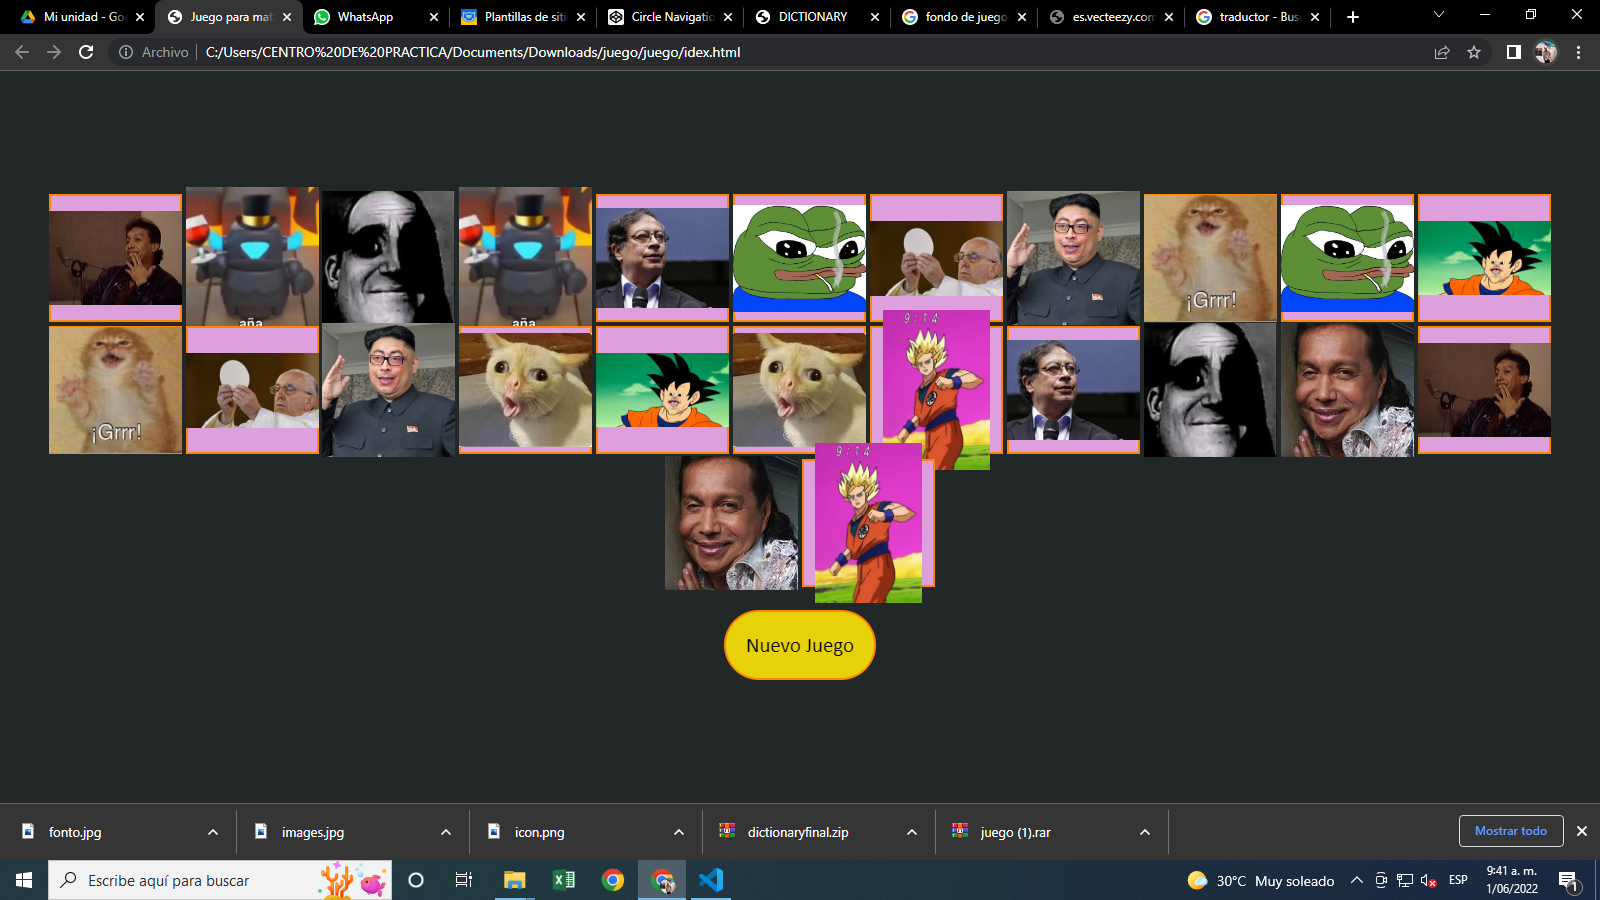 Mi unidad - Go
Juego para mat
WhatsApp
Plantillas de siti
Circle Navigatio
DICTIONARY
fondo de juego
es.vecteezy.com
traductor - Bus
Archivo
C:/Users/CENTRO%20DE%20PRACTICA/Documents/Downloads/juego/juego/idex.html
aña
aña
¡Grrr!
9:14
¡Grrr!
9:14
Nuevo Juego
fonto.jpg
images.jpg
icon.png
dictionaryfinal.zip
juego (1).rar
Mostrar todo
Escribe aquí para buscar
30°C Muy soleado
ESP
9:41 a. m.
1/06/2022
1